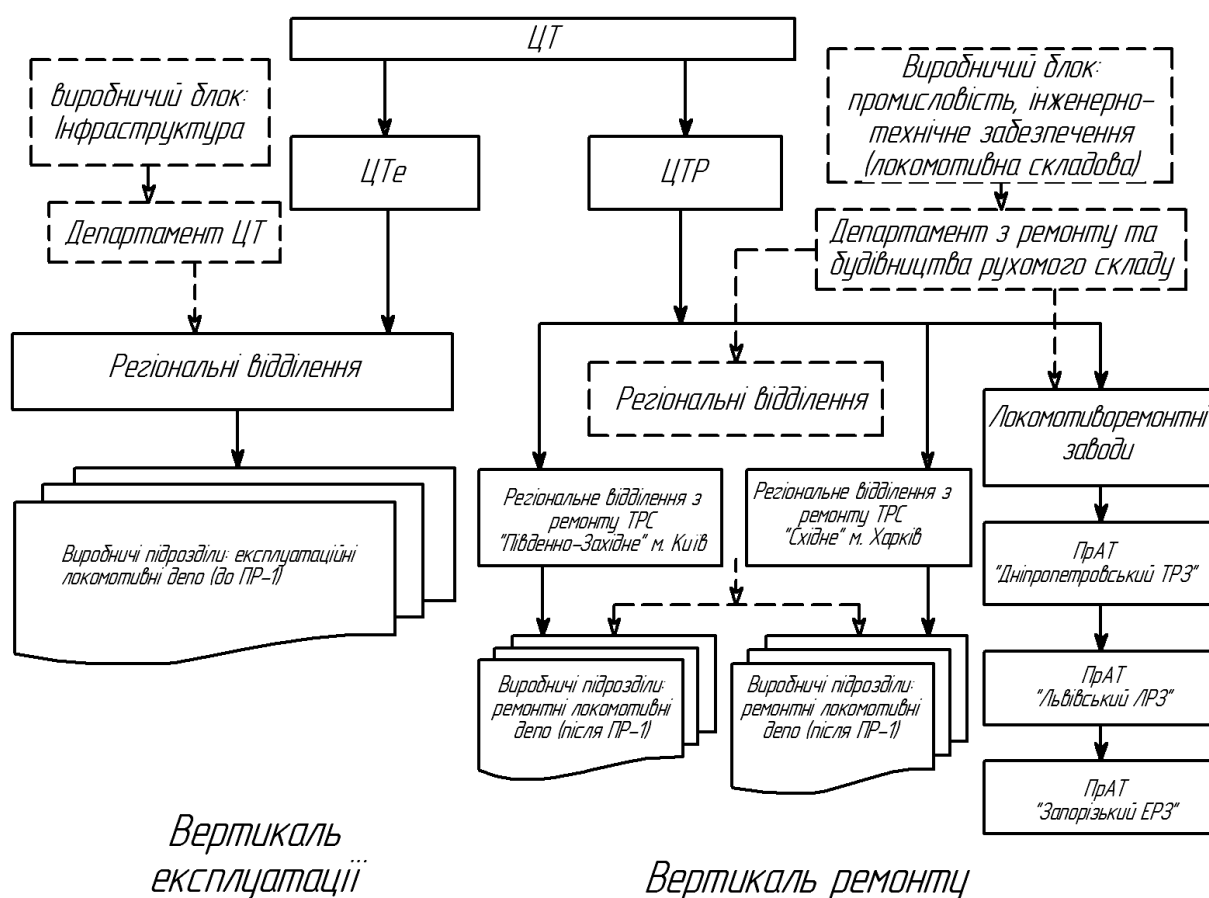 ЦТ
виробничий блок:
Інфраструктура
Виробничий блок:
промисловість, інженерно-
технічне забезпечення
(локомотивна складова)
ЦТе
ЦТР
Департамент ЦТ
Департамент з ремонту та
будівництва рухомого складу
Регіональні відділення
Регіональні відділення
Локомотиворемонтні
заводи
Регіональне відділення з
ремонту ТРС
"Південно-Західне" м. Київ
Регіональне відділення з
ремонту ТРС
"Східне" м. Харків
Виробничі підрозділи: експлуатаційні
локомотивні депо (до ПР-1)
ПрАТ
"Дніпропетровський ТРЗ"
Виробничі підрозділи:
ремонтні локомотивні
депо (після ПР-1)
Виробничі підрозділи:
ремонтні локомотивні
депо (після ПР-1)
ПрАТ
"Львівський ЛРЗ"
ПрАТ
"Запорізький ЕРЗ"
Вертикаль
експлуатації
Вертикаль ремонту